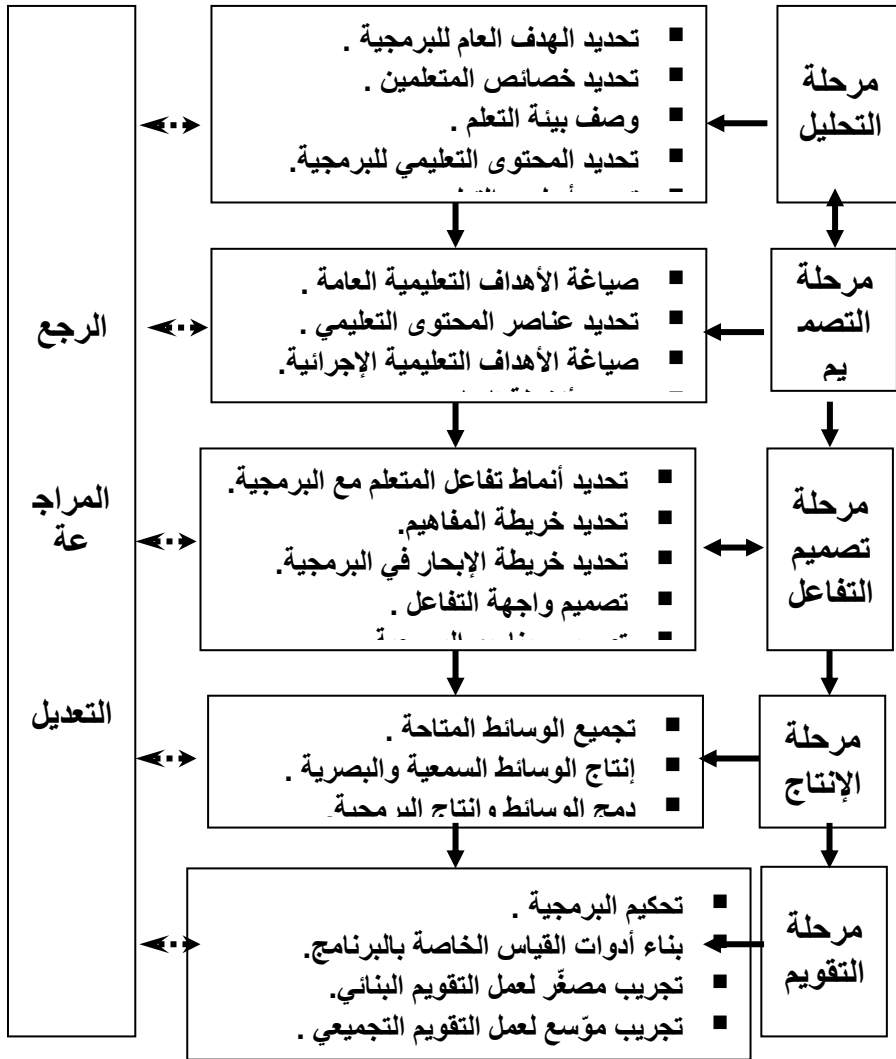 مرحلة
التحليل
■ تحديد الهدف العام للبرمجية .
■ تحديد خصائص المتعلمين .
■ وصف بيئة التعلم .
■ تحديد المحتوى التعليمي للبرمجية.
مرحلة
التصمـ
يم
■ صياغة الأهداف التعليمية العامة .
■ تحديد عناصر المحتوى التعليمي .
■ صياغة الأهداف التعليمية الإجرائية.
مرحلة
تصميم
التفاعل
■ تحديد أنماط تفاعل المتعلم مع البرمجية.
■ تحديد خريطة المفاهيم.
■ تحديد خريطة الإبحار في البرمجية.
■ تصميم واجهة التفاعل .
مرحلة
الإنتاج
■ تجميع الوسائط المتاحة .
■ إنتاج الوسائط السمعية والبصرية .
■ دمج الوسائط وإنتاج البرمجية.
مرحلة
التقويم
■ تحكيم البرمجية .
■ بناء أدوات القياس الخاصة بالبرنامج.
■ تجريب مصغّر لعمل التقويم البنائي.
■ تجريب موّسع لعمل التقويم التجميعي .
الرجع
المراجـ
عة
التعديل